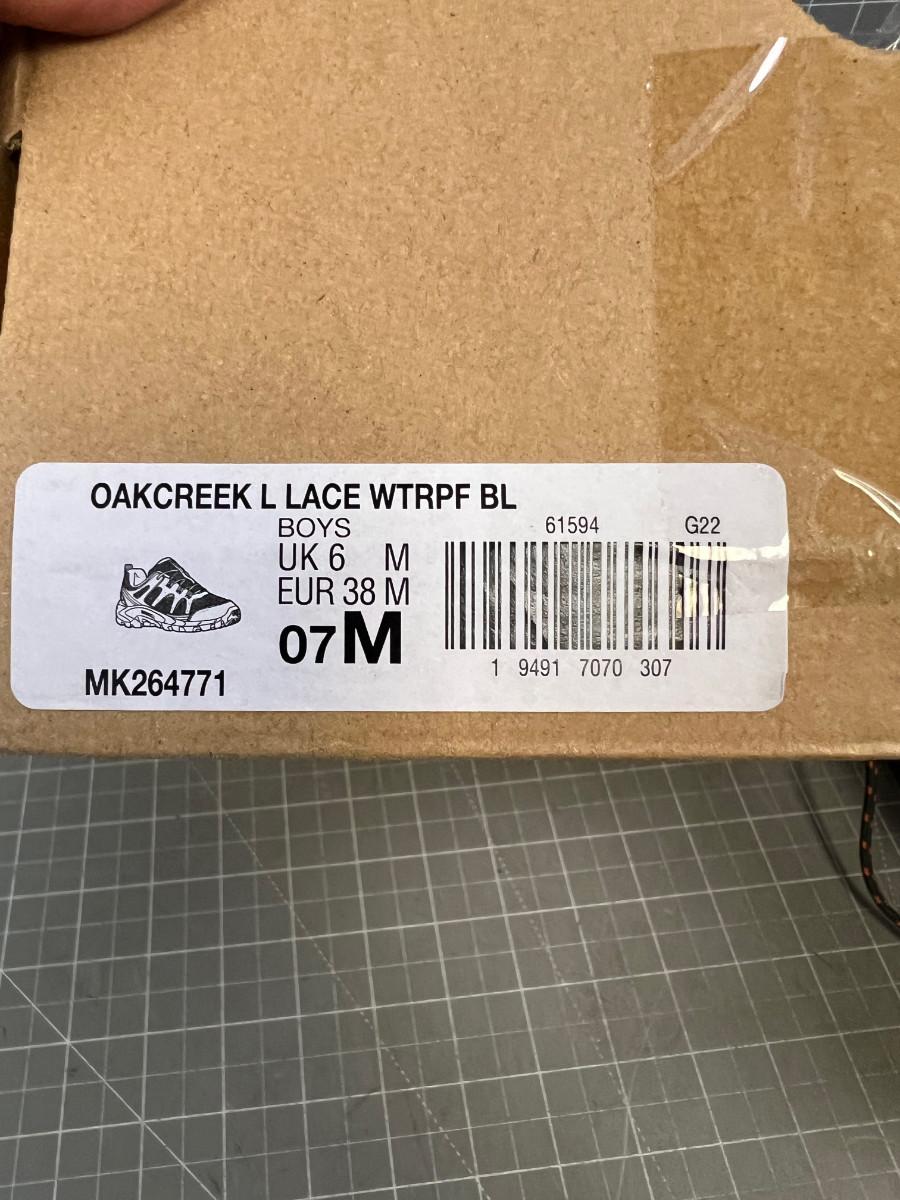 OAKCREEK L LACE WTRPF BL
BOYS
UK 6 M
EUR 38 M
07M
MK264771
61594 G22
1 9491 7070 307